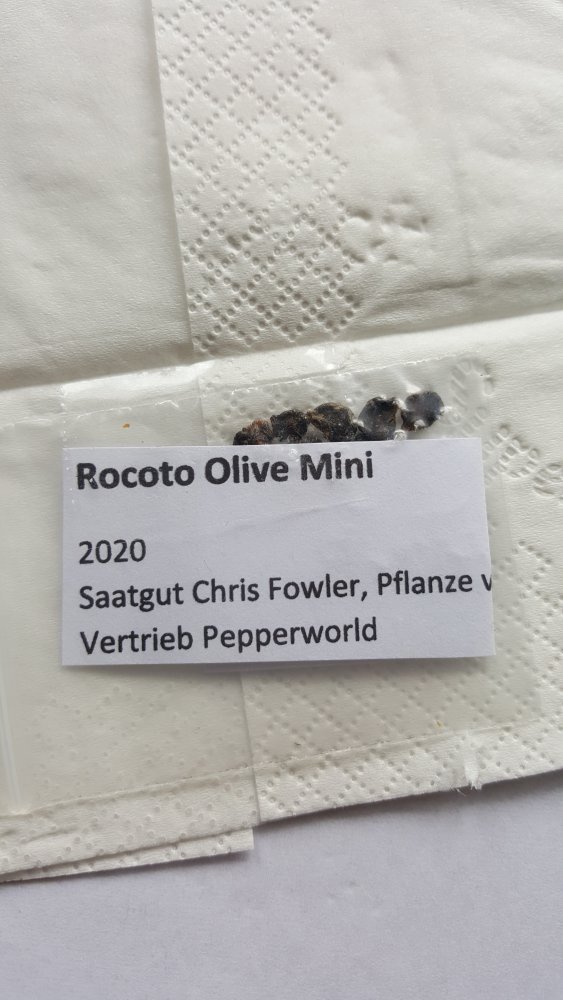 Rocoto Olive Mini
2020
Saatgut Chris Fowler, Pflanze
Vertrieb Pepperworld